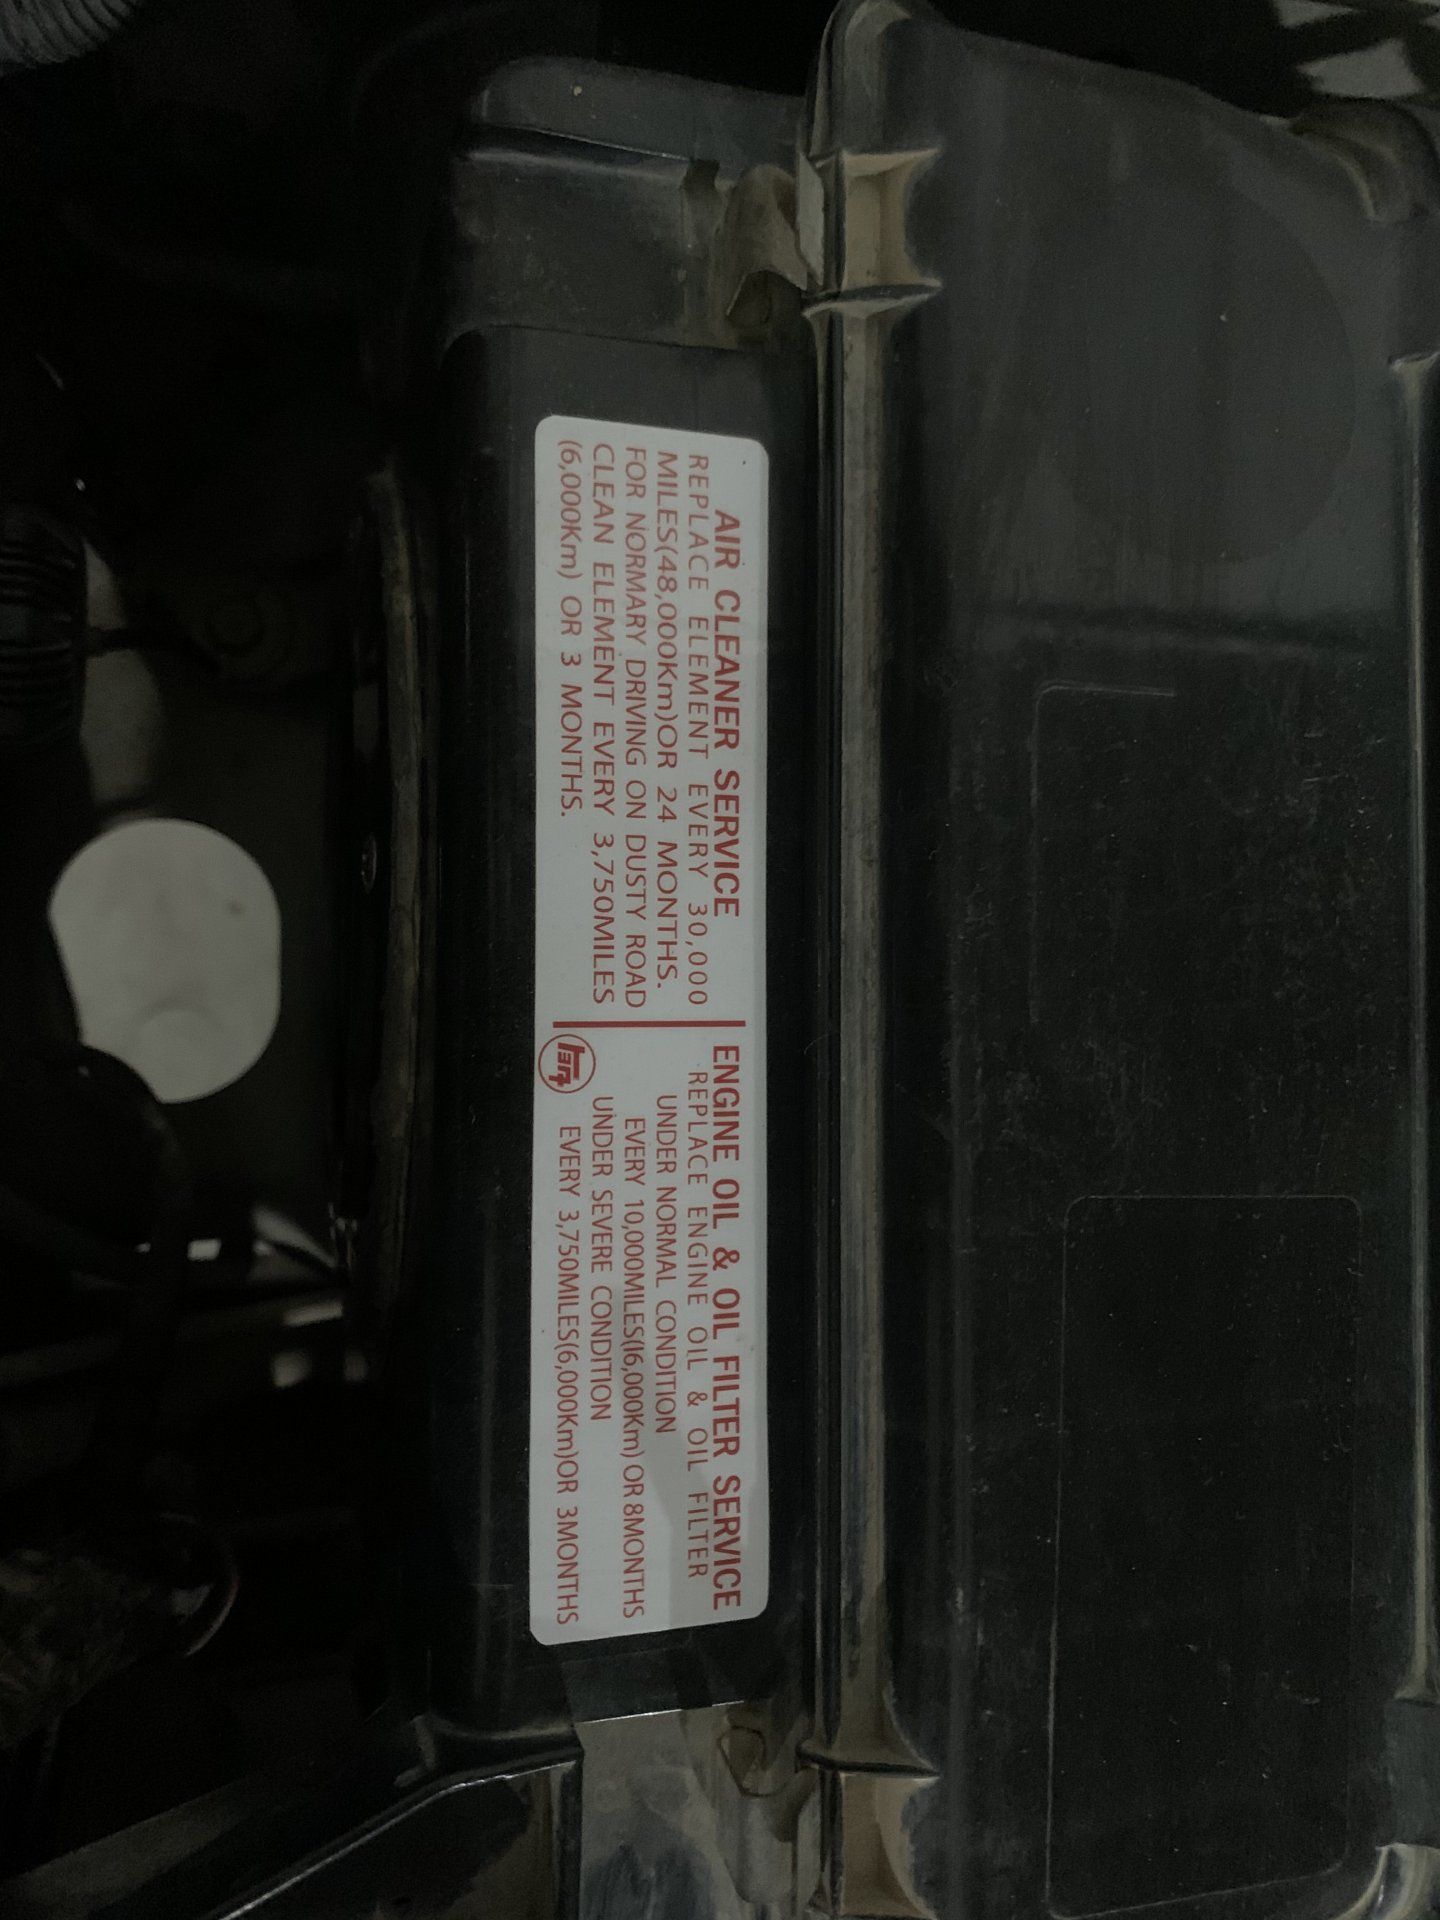 AIR CLEANER SERVICE
REPLACE ELEMENT EVERY 30,000
MILES(48,000Km)OR 24 MONTHS.
FOR NORMARY DRIVING ON DUSTY ROAD
CLEAN ELEMENT EVERY 3,750MILES
(6,000Km) OR 3 MONTHS.
ENGINE OIL & OIL FILTER SERVICE
REPLACE ENGINE OIL & OIL FILTER
UNDER NORMAL CONDITION
EVERY 10,000MILES(16,000Km) OR 8MONTHS
UNDER SEVERE CONDITION
EVERY 3,750MILES(6,000Km)OR 3MONTHS